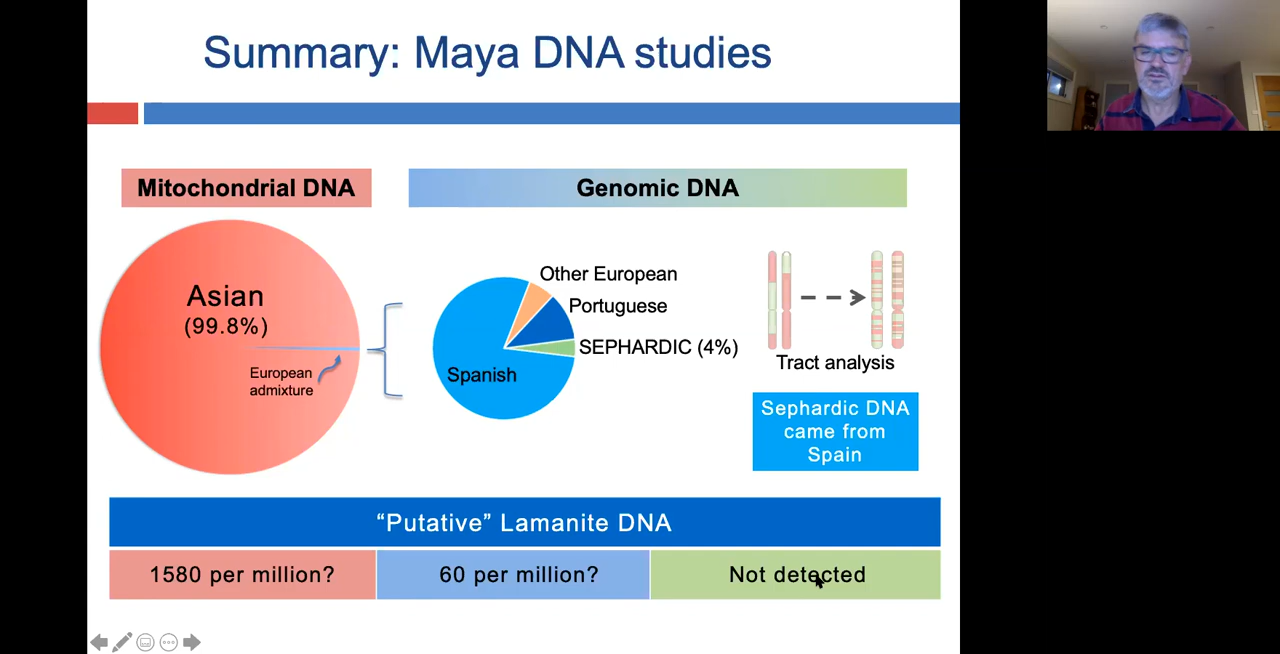 Summary: Maya DNA studies
Mitochondrial DNA
Genomic DNA
Asian
(99.8%)
European
admixture
Other European
Portuguese
SEPHARDIC (4%)
Spanish
Tract analysis
Sephardic DNA
came from
Spain
“Putative” Lamanite DNA
1580 per million?
60 per million?
Not detected